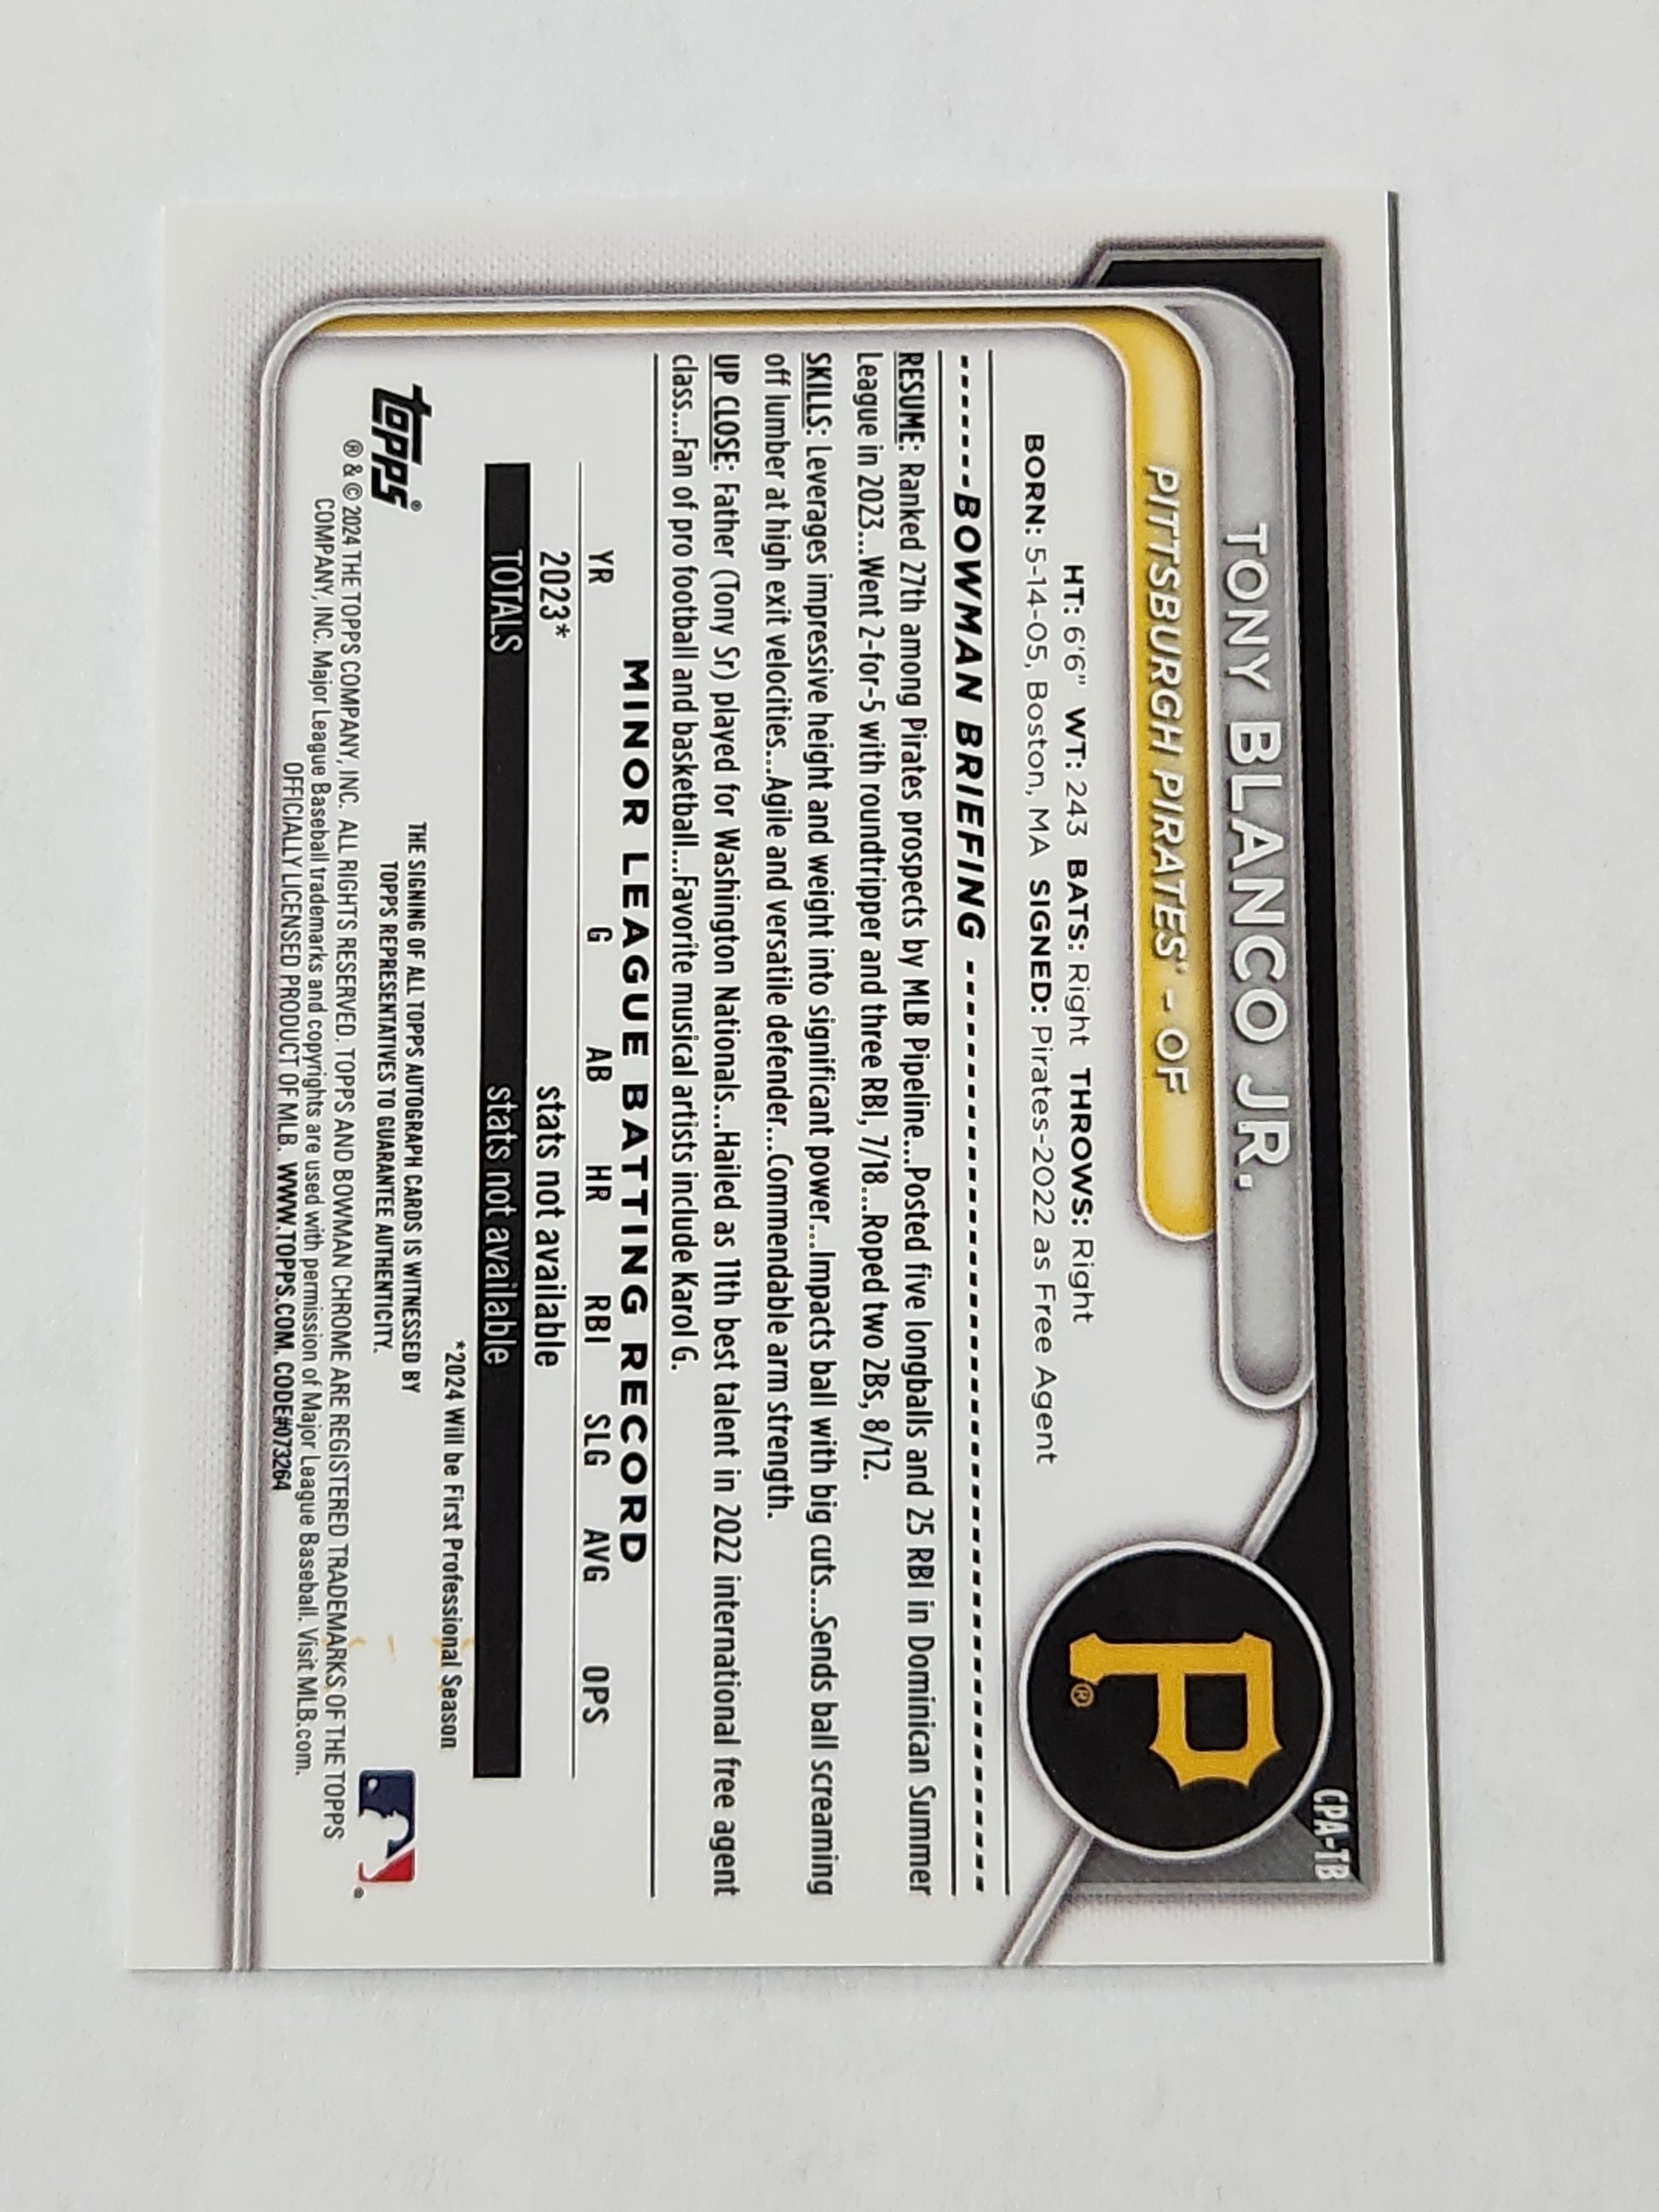 CPA-TB
TONY BLANCO JR.
PITTSBURGH PIRATES® - OF
P®
HT: 6'6" WT: 243 BATS: Right THROWS: Right
BORN: 5-14-05, Boston, MA SIGNED: Pirates-2022 as Free Agent
------BOWMAN BRIEFING ------------------------------
RESUME: Ranked 27th among Pirates prospects by MLB Pipeline...Posted five longballs and 25 RBI in Dominican Summer
League in 2023...Went 2-for-5 with roundtripper and three RBI, 7/18...Roped two 2Bs, 8/12.
SKILLS: Leverages impressive height and weight into significant power...Impacts ball with big cuts...Sends ball screaming
off lumber at high exit velocities...Agile and versatile defender...Commendable arm strength.
UP CLOSE: Father (Tony Sr) played for Washington Nationals...Hailed as 11th best talent in 2022 international free agent
class...Fan of pro football and basketball...Favorite musical artists include Karol G.
MINOR LEAGUE BATTING RECORD
YR G AB HR RBI SLG AVG OPS
2023* stats not available
TOTALS stats not available
*2024 Will be First Professional Season
topps®
THE SIGNING OF ALL TOPPS AUTOGRAPH CARDS IS WITNESSED BY
TOPPS REPRESENTATIVES TO GUARANTEE AUTHENTICITY.
® & © 2024 THE TOPPS COMPANY, INC. ALL RIGHTS RESERVED. TOPPS AND BOWMAN CHROME ARE REGISTERED TRADEMARKS OF THE TOPPS
COMPANY, INC. Major League Baseball trademarks and copyrights are used with permission of Major League Baseball. Visit MLB.com.
OFFICIALLY LICENSED PRODUCT OF MLB. WWW.TOPPS.COM. CODE#073264